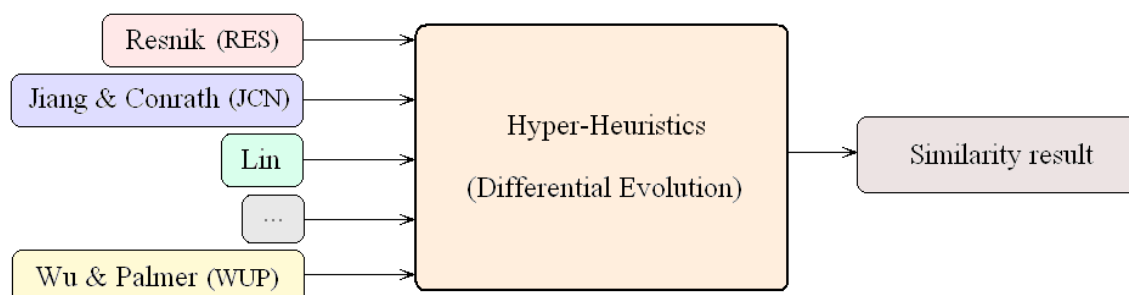 Resnik (RES)
Jiang & Conrath (JCN)
Lin
...
Wu & Palmer (WUP)
Hyper-Heuristics
(Differential Evolution)
Similarity result